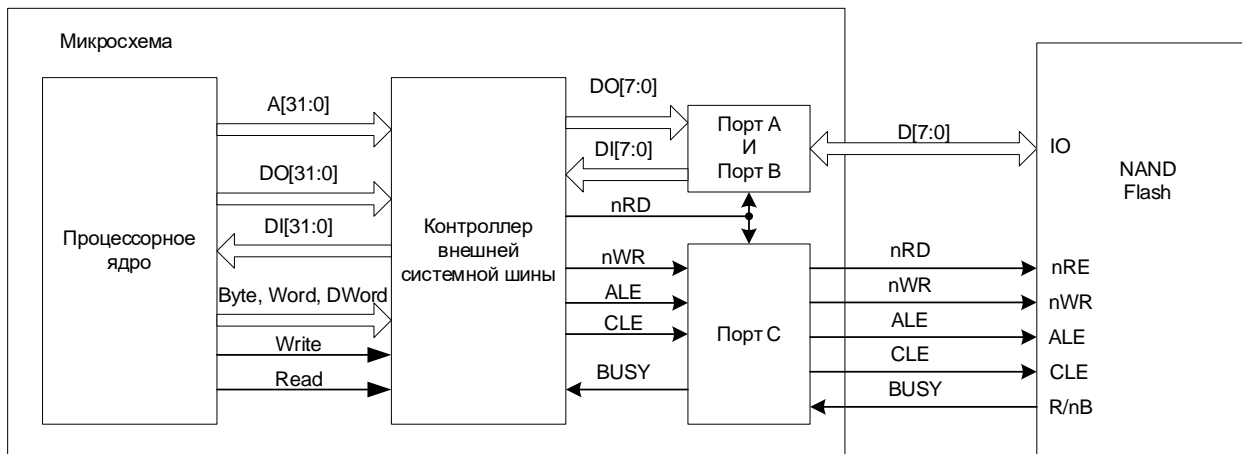 Микросхема
Процессорное
ядро
A[31:0]
DO[31:0]
DI[31:0]
Byte, Word, DWord
Write
Read
Контроллер
внешней
системной шины
DO[7:0]
DI[7:0]
nRD
nWR
ALE
CLE
BUSY
Порт A
И
Порт B
Порт C
D[7:0]
nRD
nWR
ALE
CLE
BUSY
IO
NAND
Flash
nRE
nWR
ALE
CLE
R/nB